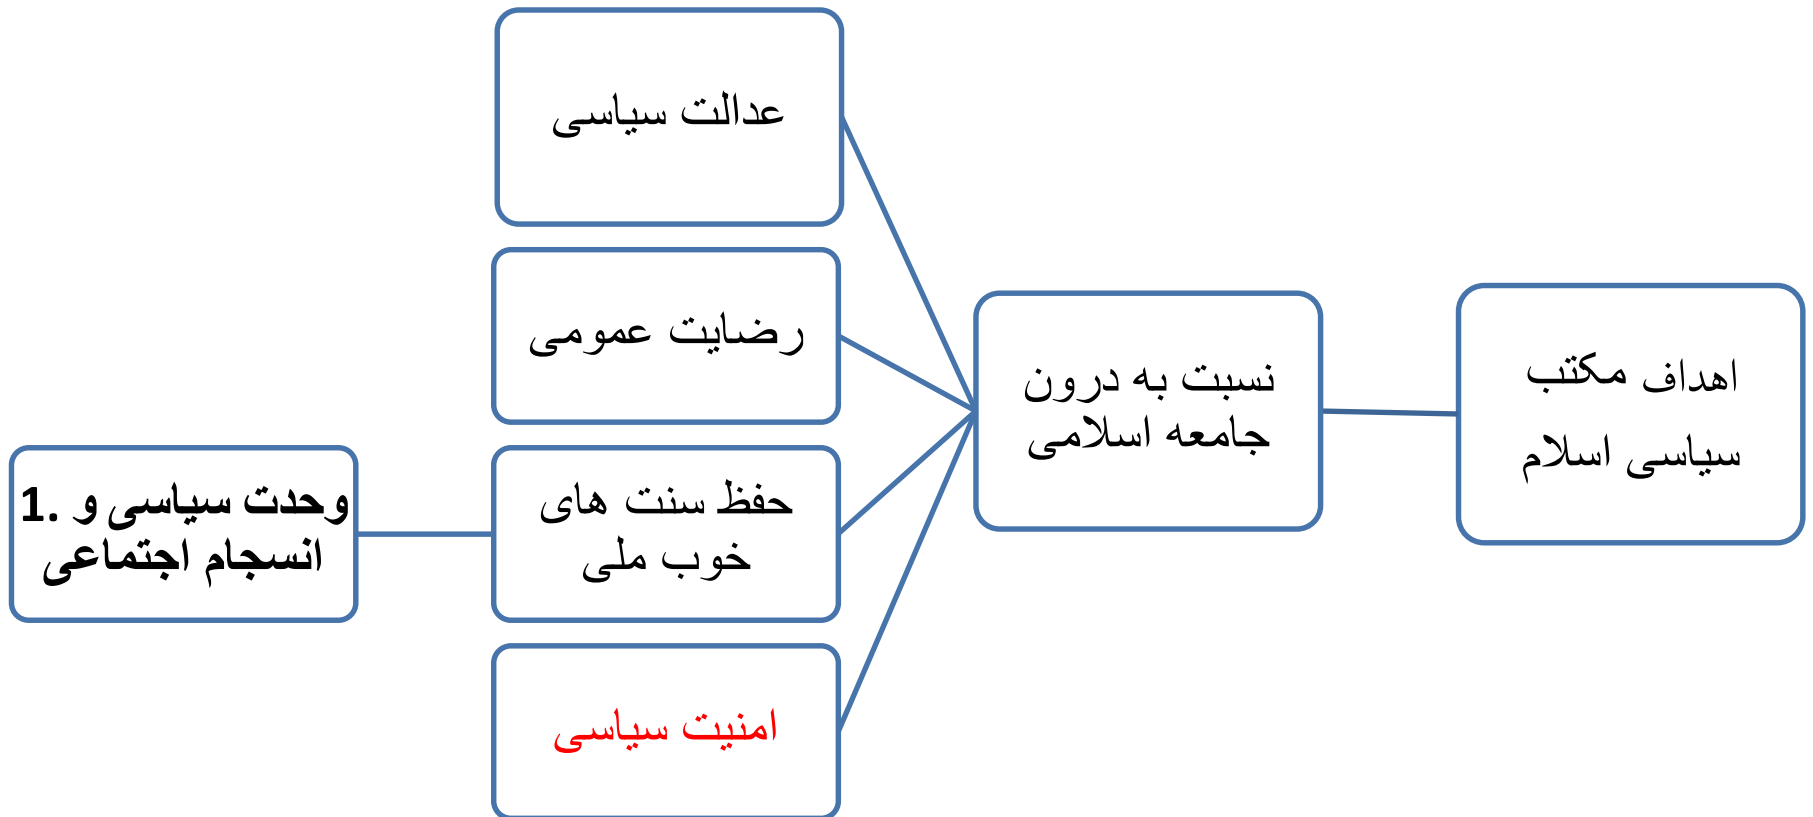 اهداف مکتب
سیاسی اسلام
نسبت به درون
جامعه اسلامی
عدالت سیاسی
رضایت عمومی
حفظ سنت های
خوب ملی
1. وحدت سیاسی و
انسجام اجتماعی
امنیت سیاسی